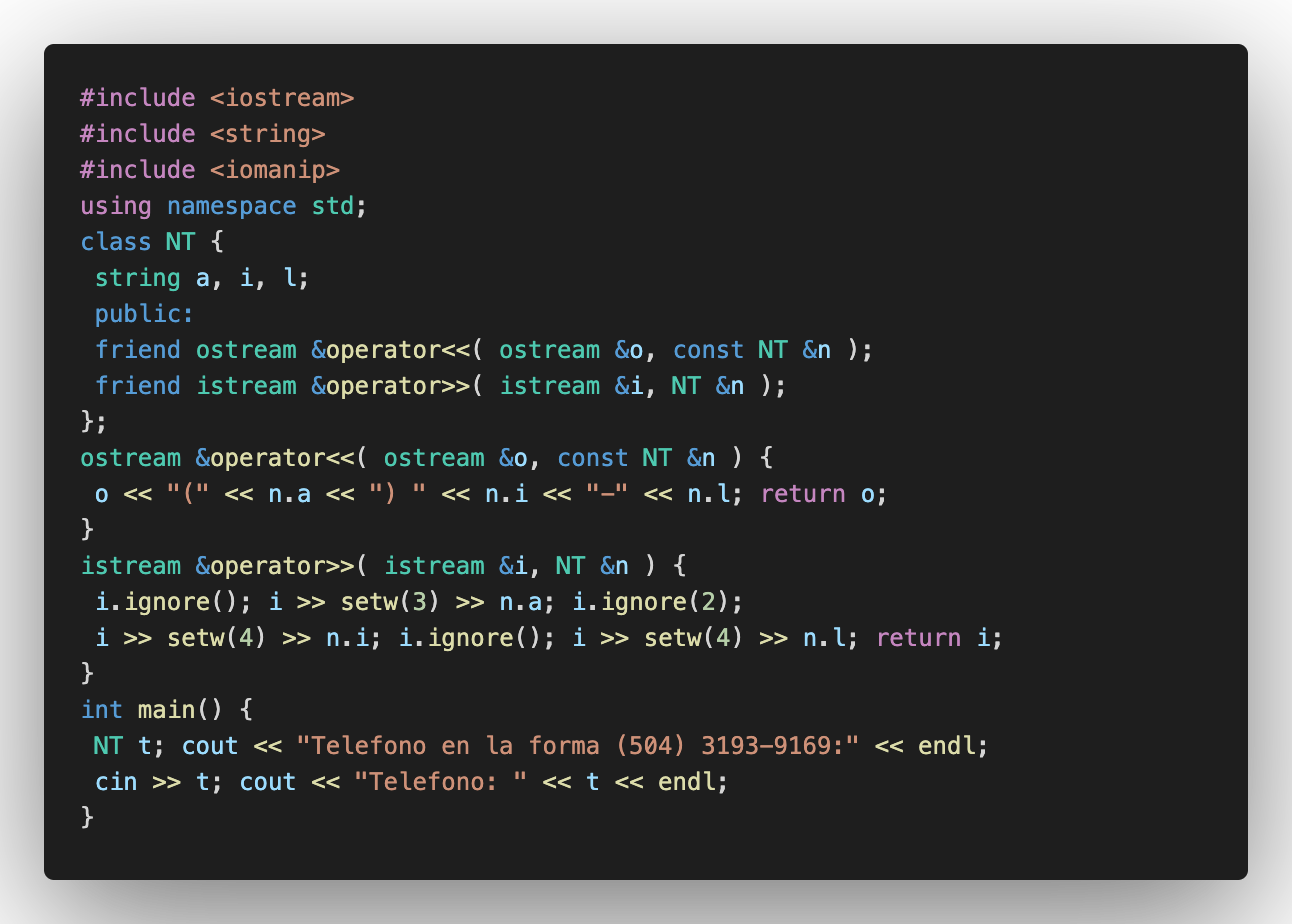 #include <iostream>
#include <string>
#include <iomanip>
using namespace std;
class NT {
 string a, i, l;
 public:
 friend ostream &operator<<( ostream &o, const NT &n );
 friend istream &operator>>( istream &i, NT &n );
};
ostream &operator<<( ostream &o, const NT &n ) {
 o << "(" << n.a << ") " << n.i << "-" << n.l; return o;
}
istream &operator>>( istream &i, NT &n ) {
 i.ignore(); i >> setw(3) >> n.a; i.ignore(2);
 i >> setw(4) >> n.i; i.ignore(); i >> setw(4) >> n.l; return i;
}
int main() {
 NT t; cout << "Telefono en la forma (504) 3193-9169:" << endl;
 cin >> t; cout << "Telefono: " << t << endl;
}